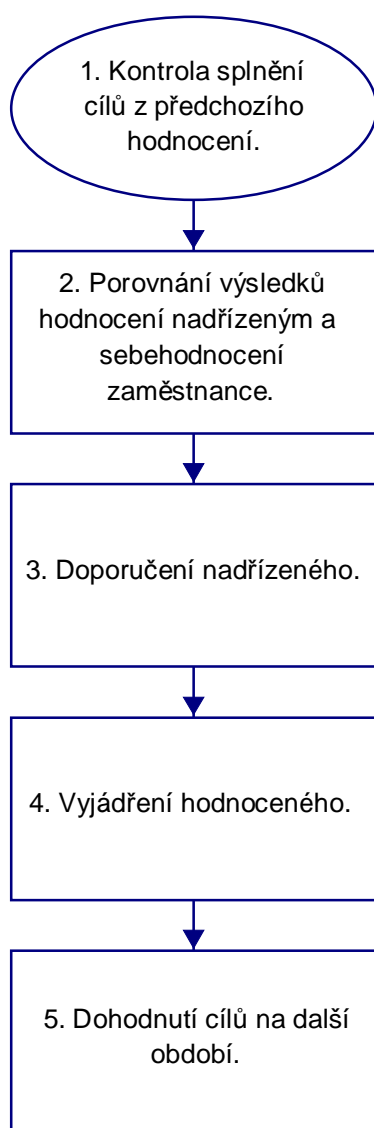 1. Kontrola splnění
cílů z předchozího
hodnocení.
2. Porovnání výsledků
hodnocení nadřízeným a
sebehodnocení
zaměstnance.
3. Doporučení nadřízeného.
4. Vyjádření hodnoceného.
5. Dohodnutí cílů na další
období.